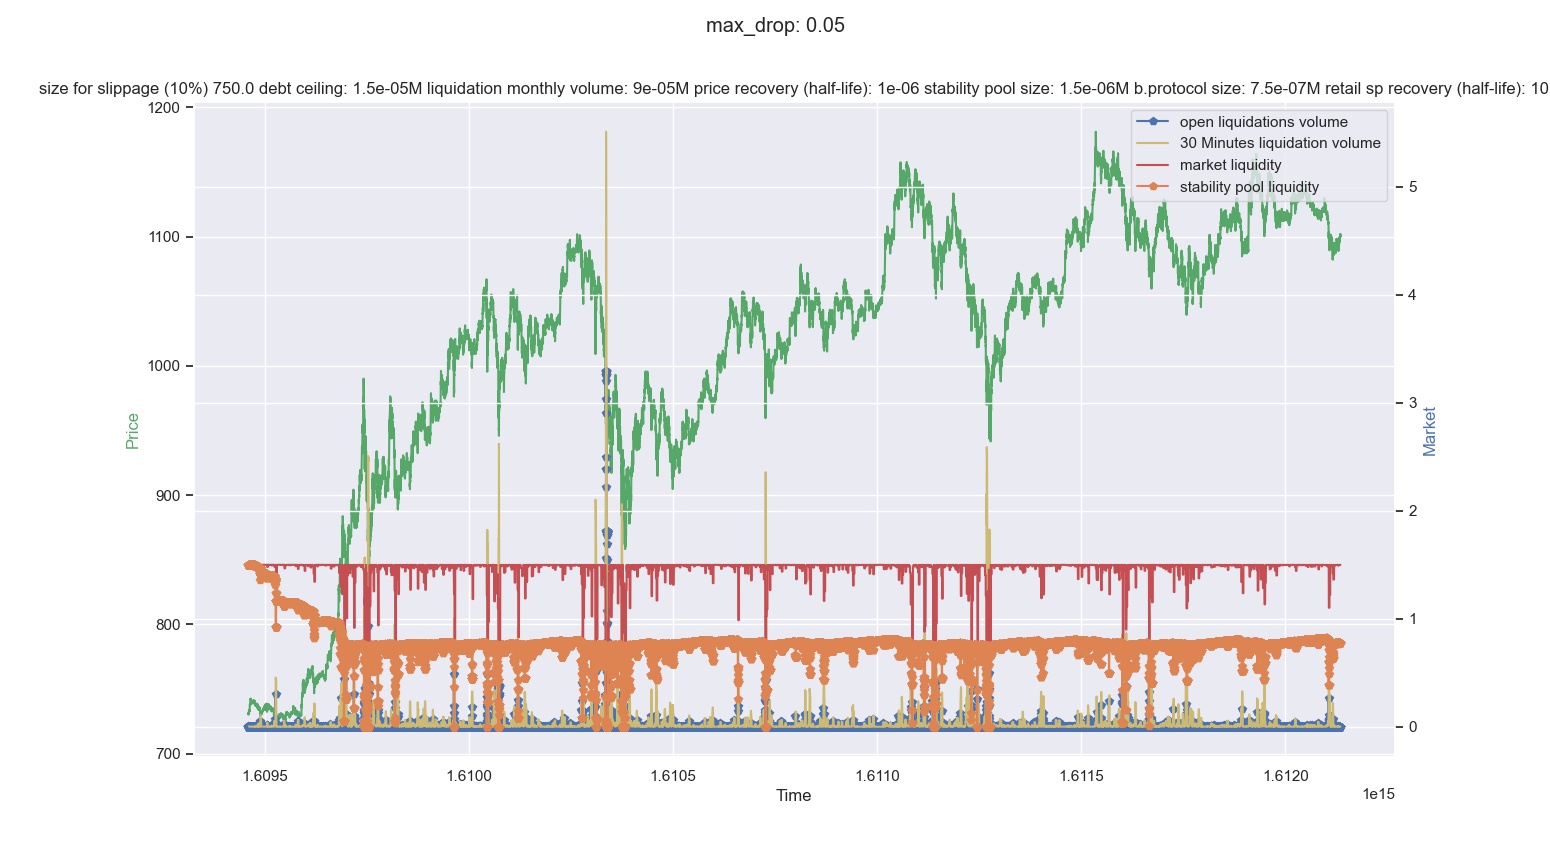 max_drop: 0.05
size for slippage (10%) 750.0 debt ceiling: 1.5e-05M liquidation monthly volume: 9e-05M price recovery (half-life): 1e-06 stability pool size: 1.5e-06M b.protocol size: 7.5e-07M retail sp recovery (half-life): 10
open liquidations volume
30 Minutes liquidation volume
market liquidity
stability pool liquidity
1200
1100
1000
900
800
700
Price
5
4
3
2
1
0
Market
1.6095 1.6100 1.6105 1.6110 1.6115 1.6120
1e15
Time